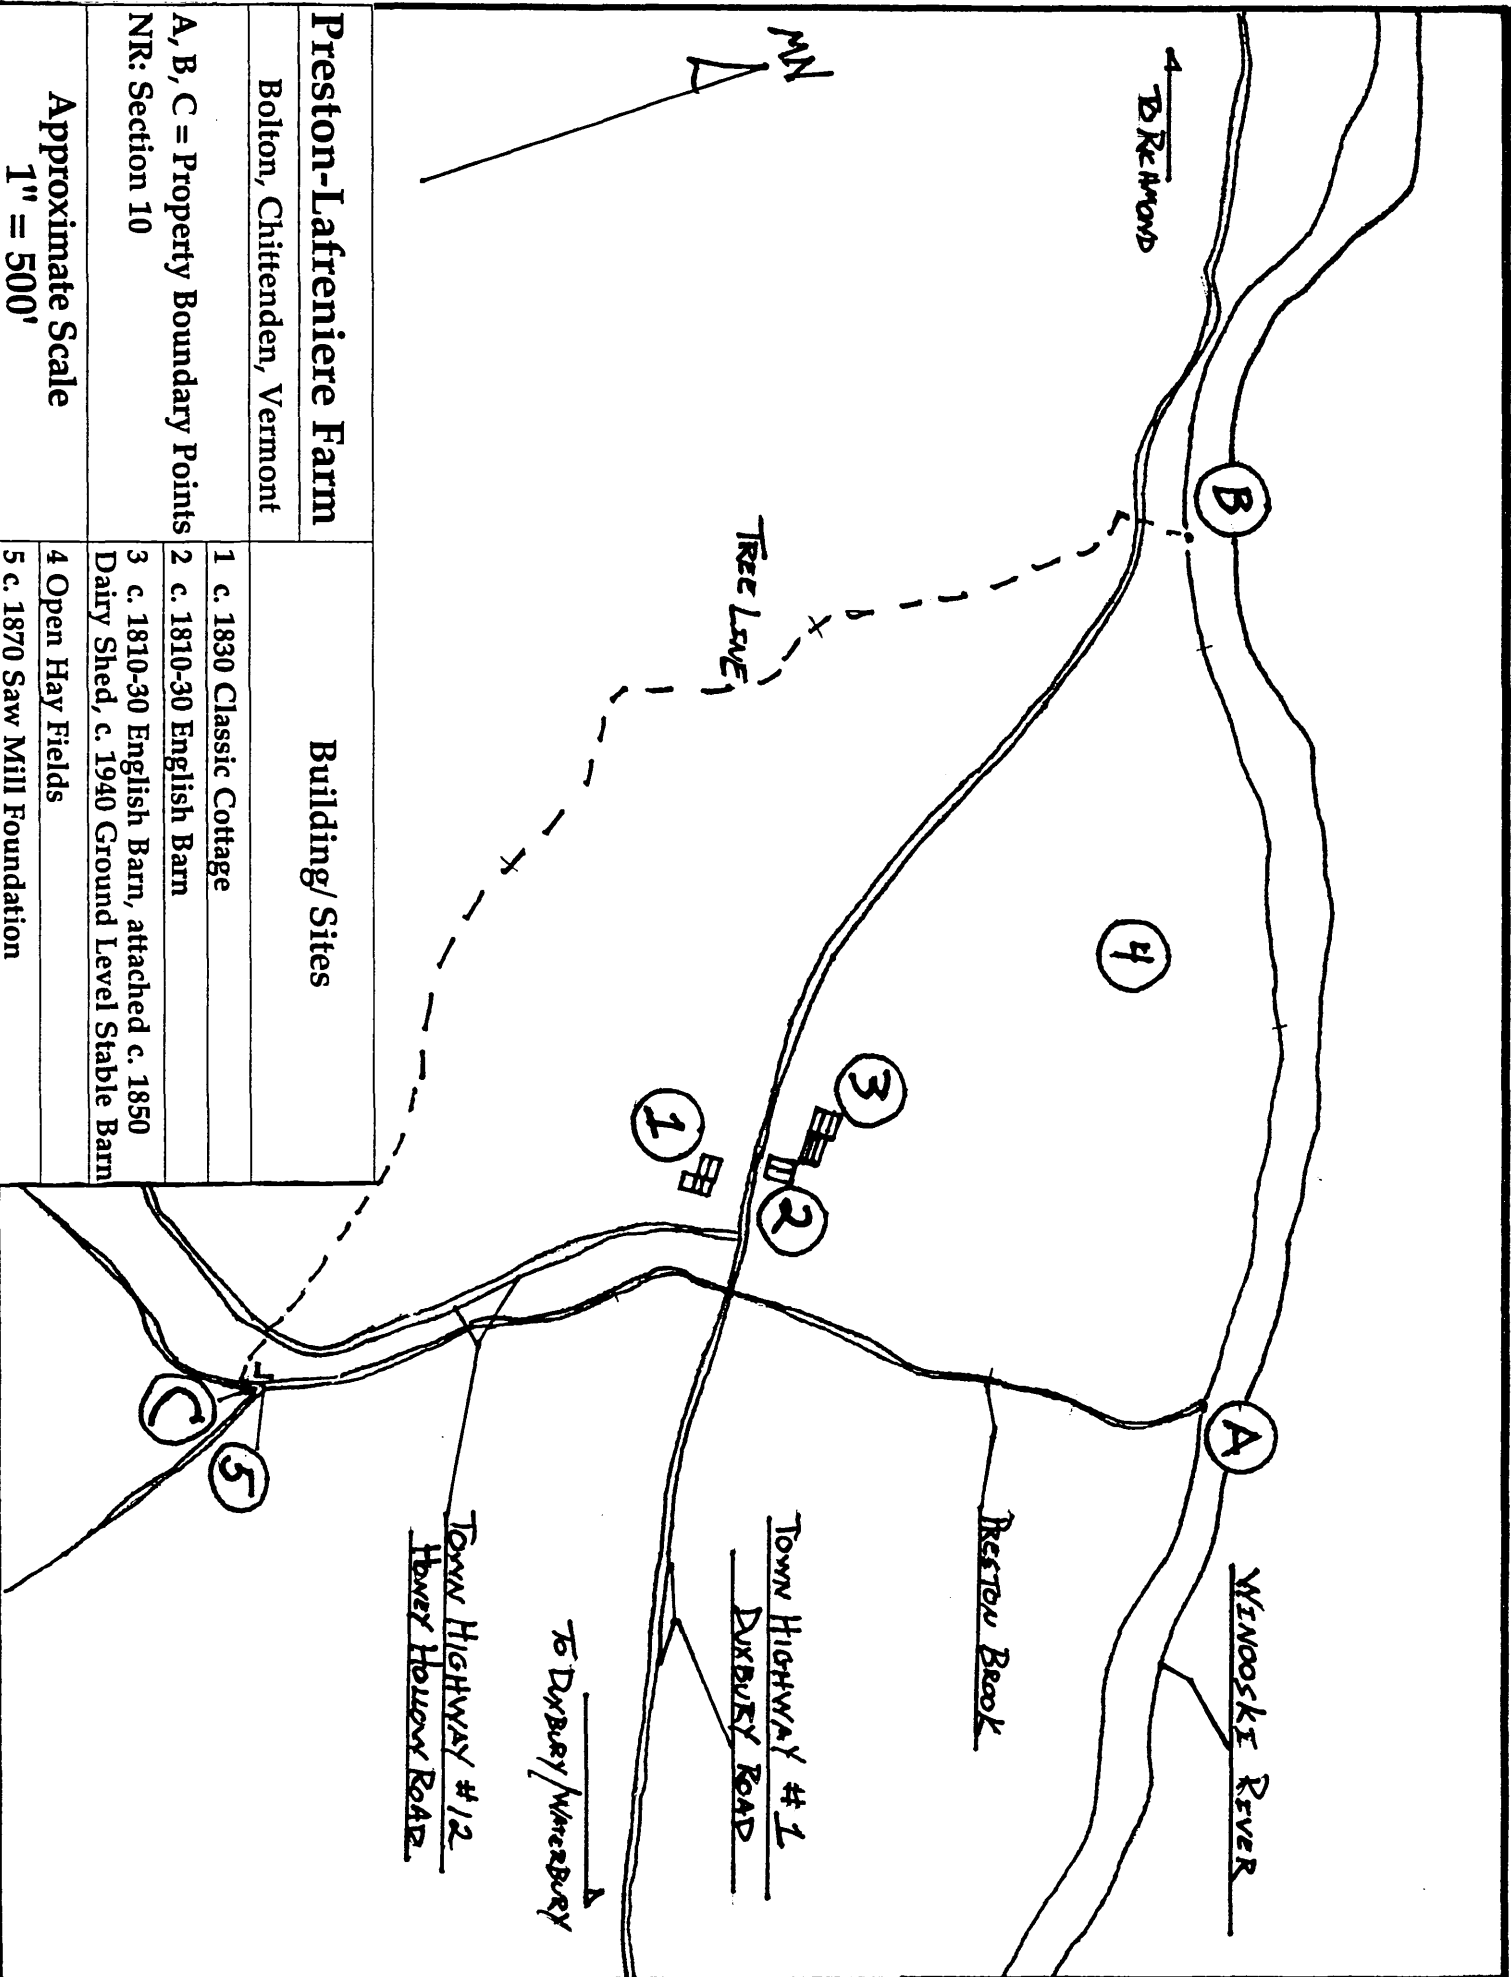 WINOOSKI RIVER
B
A
To RICHMOND
4
PRESTON BROOK
MN
3
2
TOWN HIGHWAY #1
DUXBURY ROAD
TREE LINE
1
To DUXBURY/WATERBURY
TOWN HIGHWAY #12
HONEY HOLLOW ROAD
5
C
Preston-Lafreniere Farm
Bolton, Chittenden, Vermont
A, B, C = Property Boundary Points
NR: Section 10
Approximate Scale
1" = 500'
Building/Sites
1 c. 1830 Classic Cottage
2 c. 1810-30 English Barn
3 c. 1810-30 English Barn, attached c. 1850
Dairy Shed, c. 1940 Ground Level Stable Barn
4 Open Hay Fields
5 c. 1870 Saw Mill Foundation